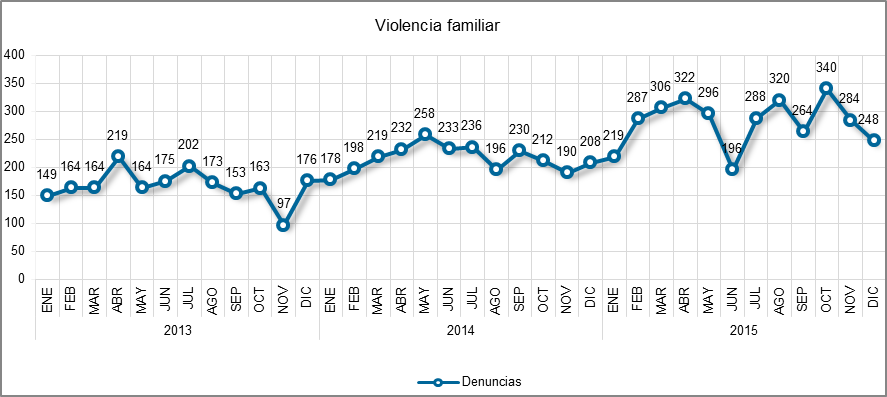 Violencia familiar
400
350
300
250
200
150
100
50
0
149 164 164 219 164 175 202 173 153 163 97 176 178 198 219 232 258 233 236 196 230 212 190 208 219 287 306 322 296 196 288 320 264 340 284 248
ENE FEB MAR ABR MAY JUN JUL AGO SEP OCT NOV DIC ENE FEB MAR ABR MAY JUN JUL AGO SEP OCT NOV DIC ENE FEB MAR ABR MAY JUN JUL AGO SEP OCT NOV DIC
2013 2014 2015
Denuncias